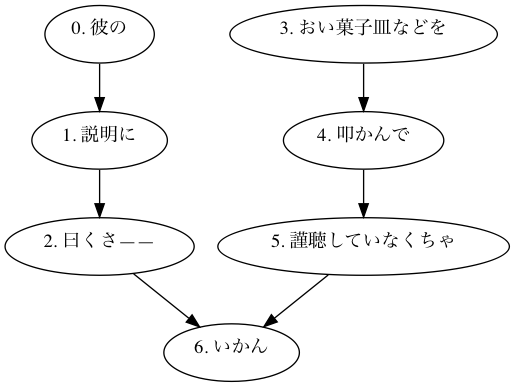 0. 彼の
3. おい菓子皿などを
1. 説明に
4. 叩かんで
2. 曰くさ——
5. 謹聴していなくちゃ
6. いかん